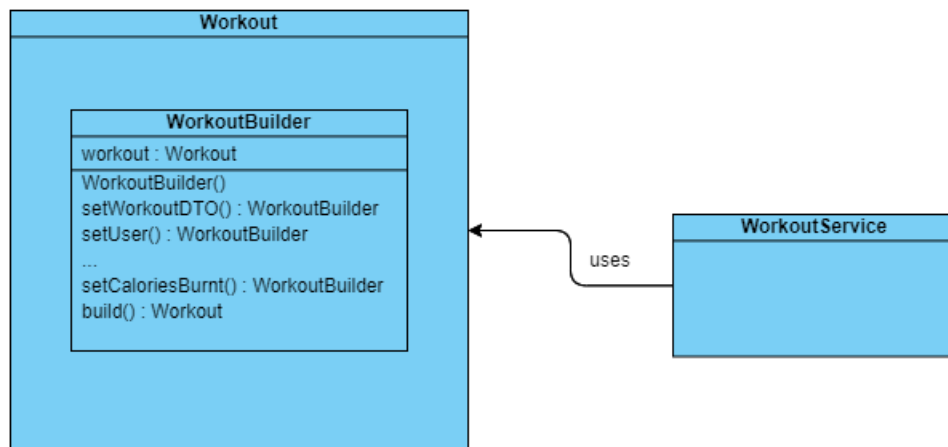 Workout
WorkoutBuilder
workout : Workout
WorkoutBuilder()
setWorkoutDTO() : WorkoutBuilder
setUser() : WorkoutBuilder
...
setCaloriesBurnt() : WorkoutBuilder
build() : Workout
uses
WorkoutService